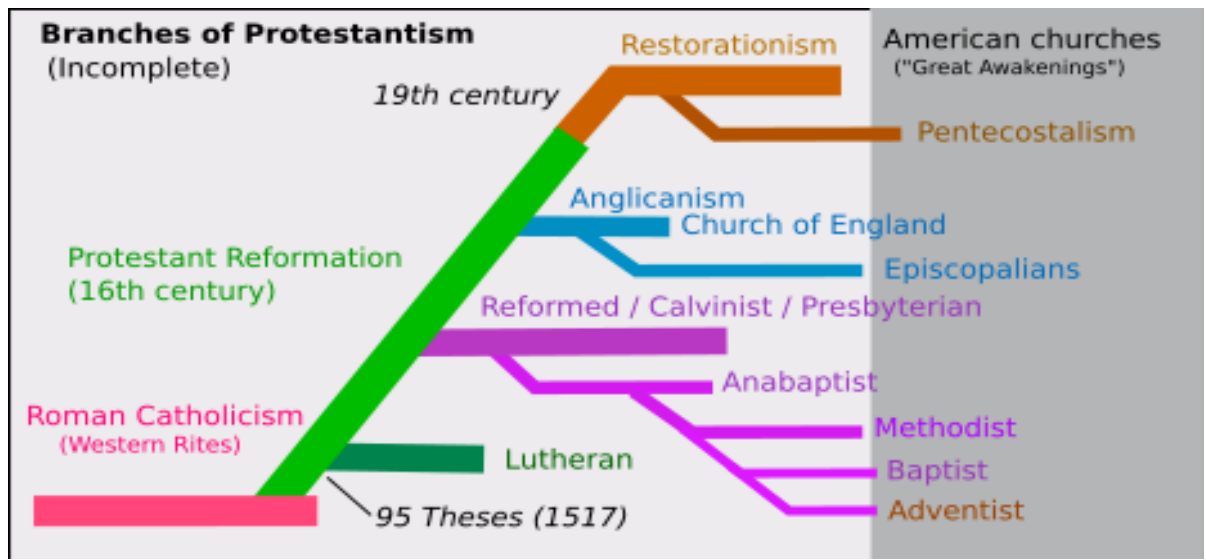 Branches of Protestantism
(Incomplete)
Restorationism
American churches
("Great Awakenings")
19th century
Pentecostalism
Anglicanism
Church of England
Protestant Reformation
(16th century)
Episcopalians
Reformed / Calvinist / Presbyterian
Anabaptist
Roman Catholicism
(Western Rites)
Methodist
Lutheran
Baptist
95 Theses (1517)
Adventist